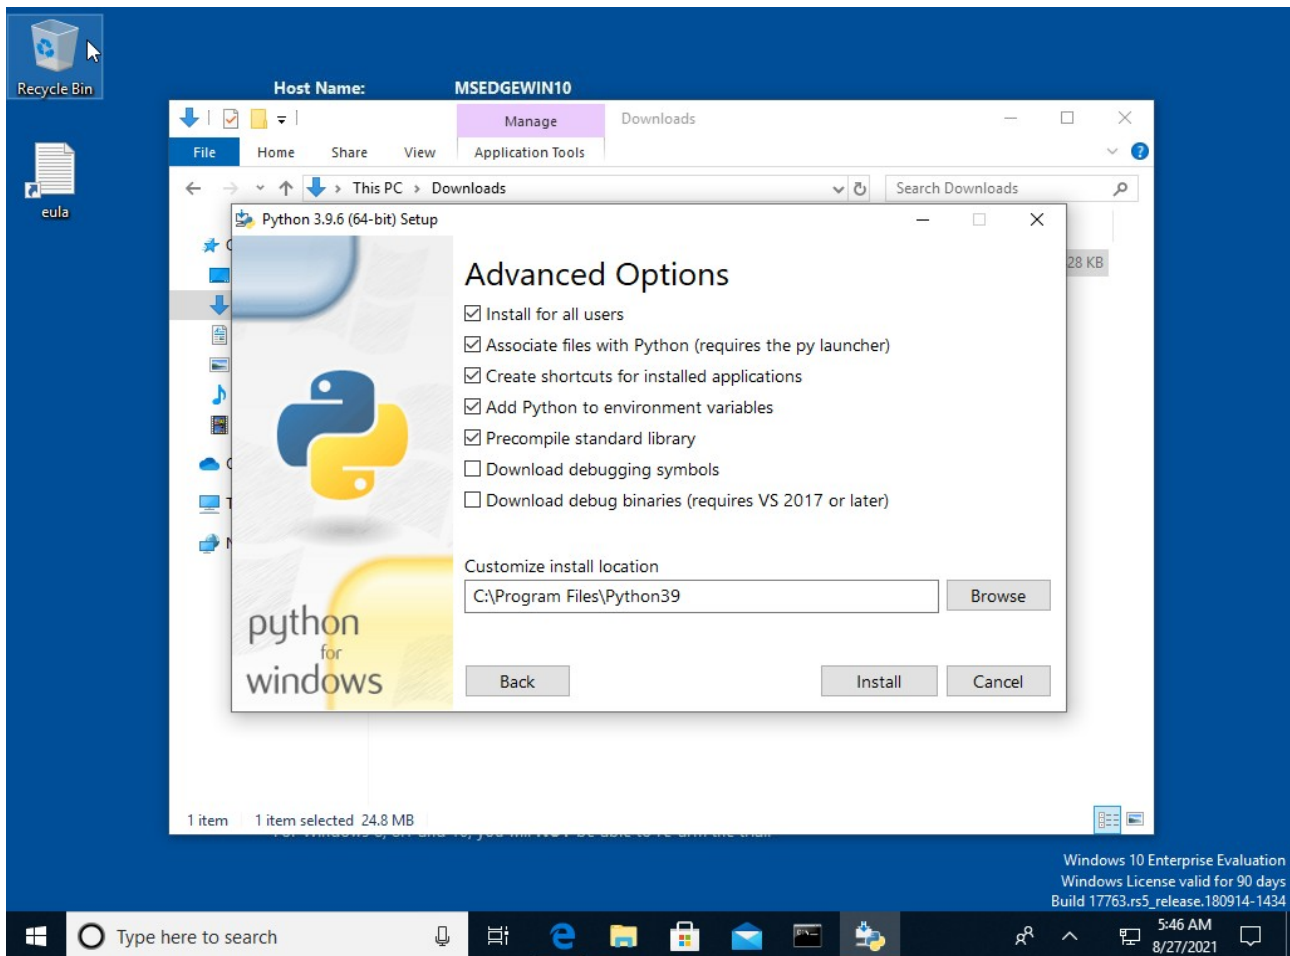 Recycle Bin
eula
Host Name: MSEDGEWIN10
Manage
Downloads
File Home Share View Application Tools
This PC > Downloads
Search Downloads
28 KB
Python 3.9.6 (64-bit) Setup
Advanced Options
Install for all users
Associate files with Python (requires the py launcher)
Create shortcuts for installed applications
Add Python to environment variables
Precompile standard library
Download debugging symbols
Download debug binaries (requires VS 2017 or later)
Customize install location
C:\Program Files\Python39
Browse
python
for
windows
Back
Install
Cancel
1 item 1 item selected 24.8 MB
Windows 10 Enterprise Evaluation
Windows License valid for 90 days
Build 17763.rs5_release.180914-1434
Type here to search
5:46 AM
8/27/2021